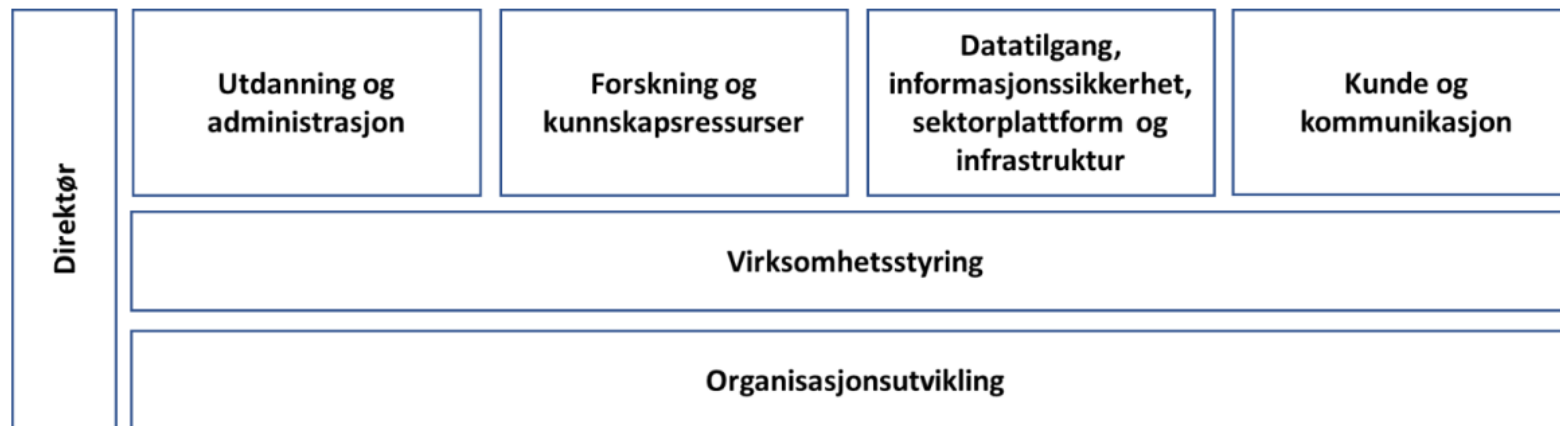 Direktør
Utdanning og
administrasjon
Forskning og
kunnskapsressurser
Datatilgang,
informasjonssikkerhet,
sektorplattform og
infrastruktur
Kunde og
kommunikasjon
Virksomhetsstyring
Organisasjonsutvikling